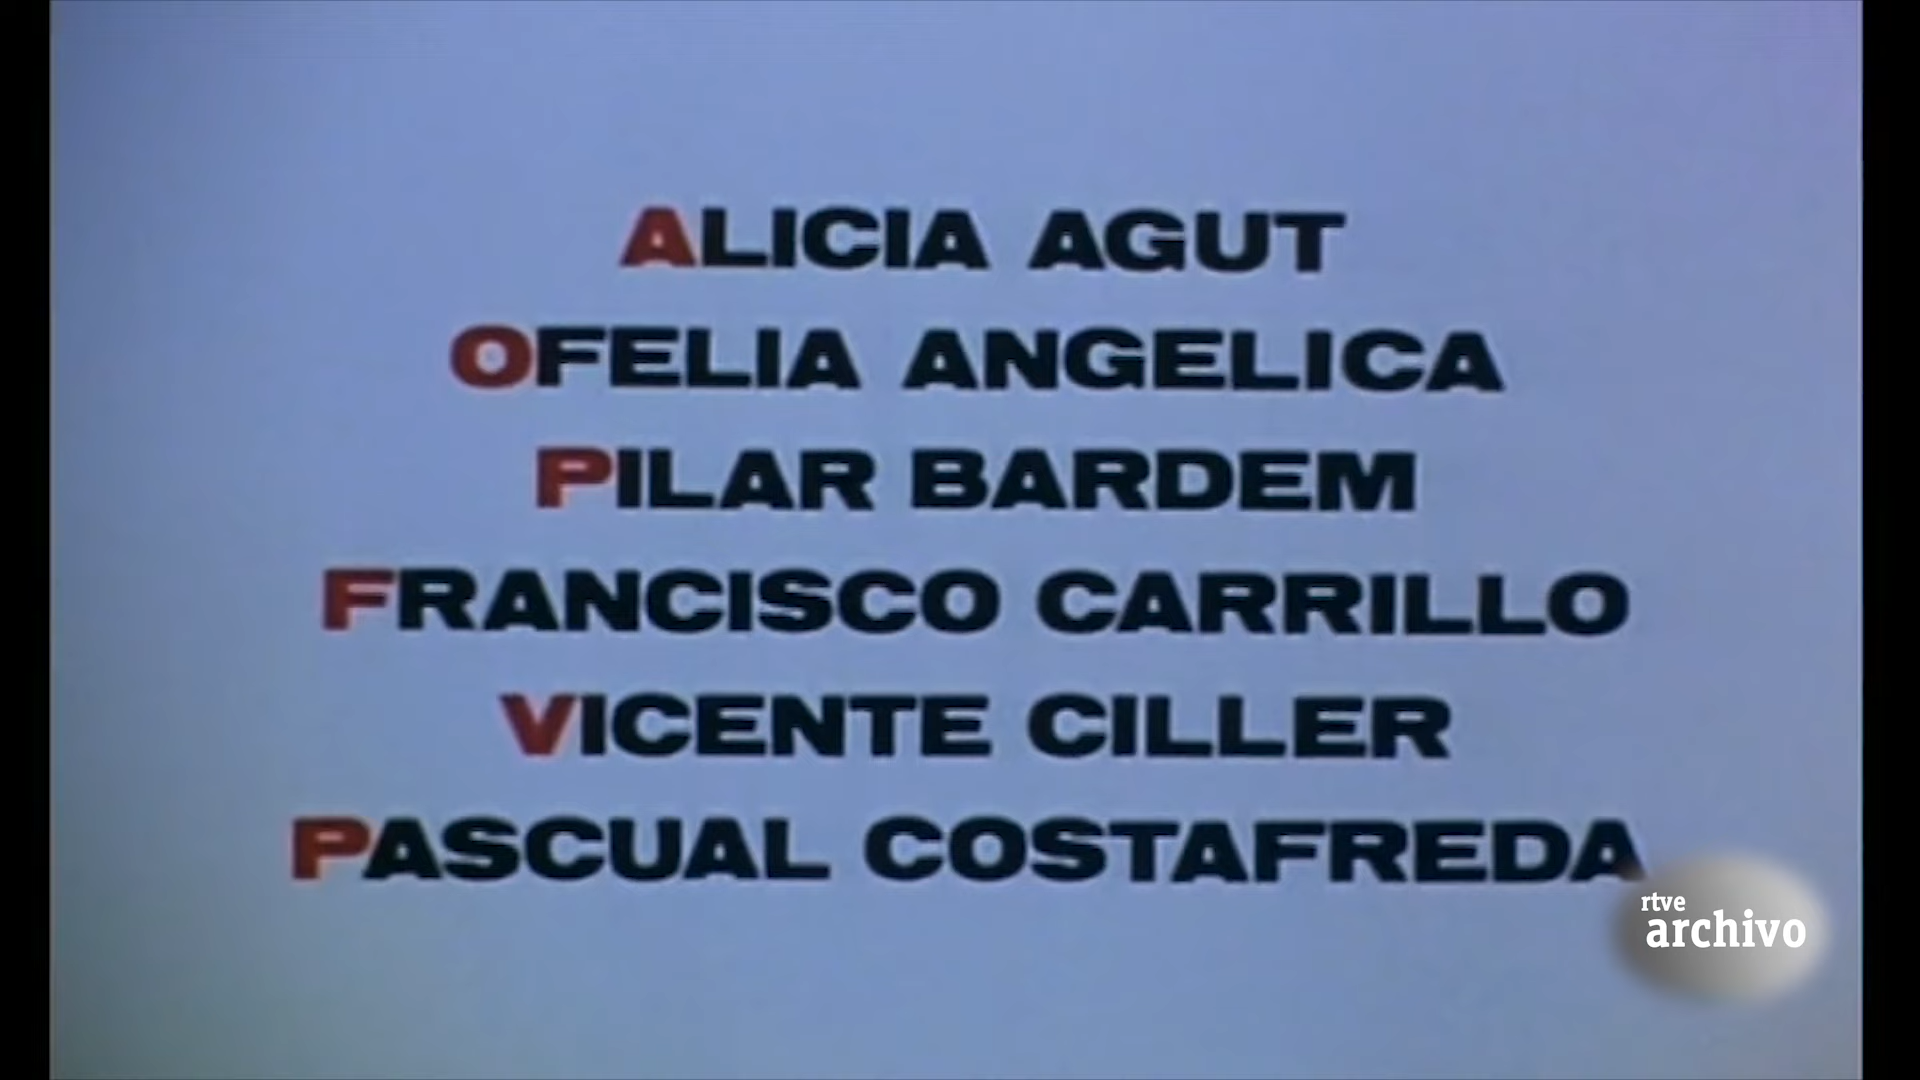 ALICIA AGUT
OFELIA ANGELICA
PILAR BARDEM
FRANCISCO CARRILLO
VICENTE CILLER
PASCUAL COSTAFREDA
rtve
archivo